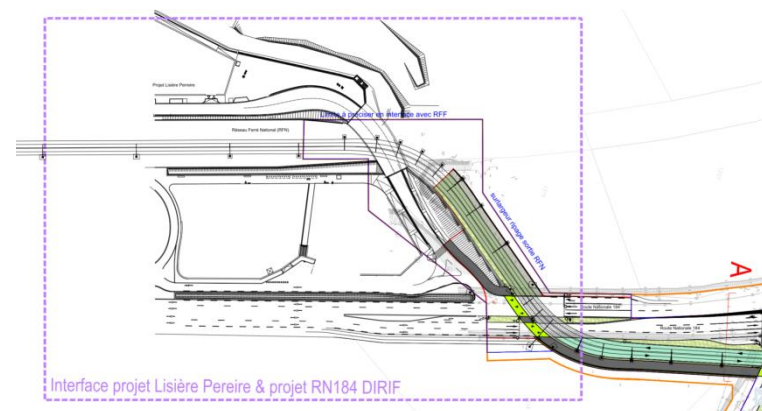 Projet Lisière Pereire
Limite à préciser en interface avec RFF
Réseau Ferré National (RFN)
surlargeur ripage sortie RFN
A
Route Nationale 184
Route Nationale 184
Interface projet Lisière Pereire & projet RN184 DIRIF